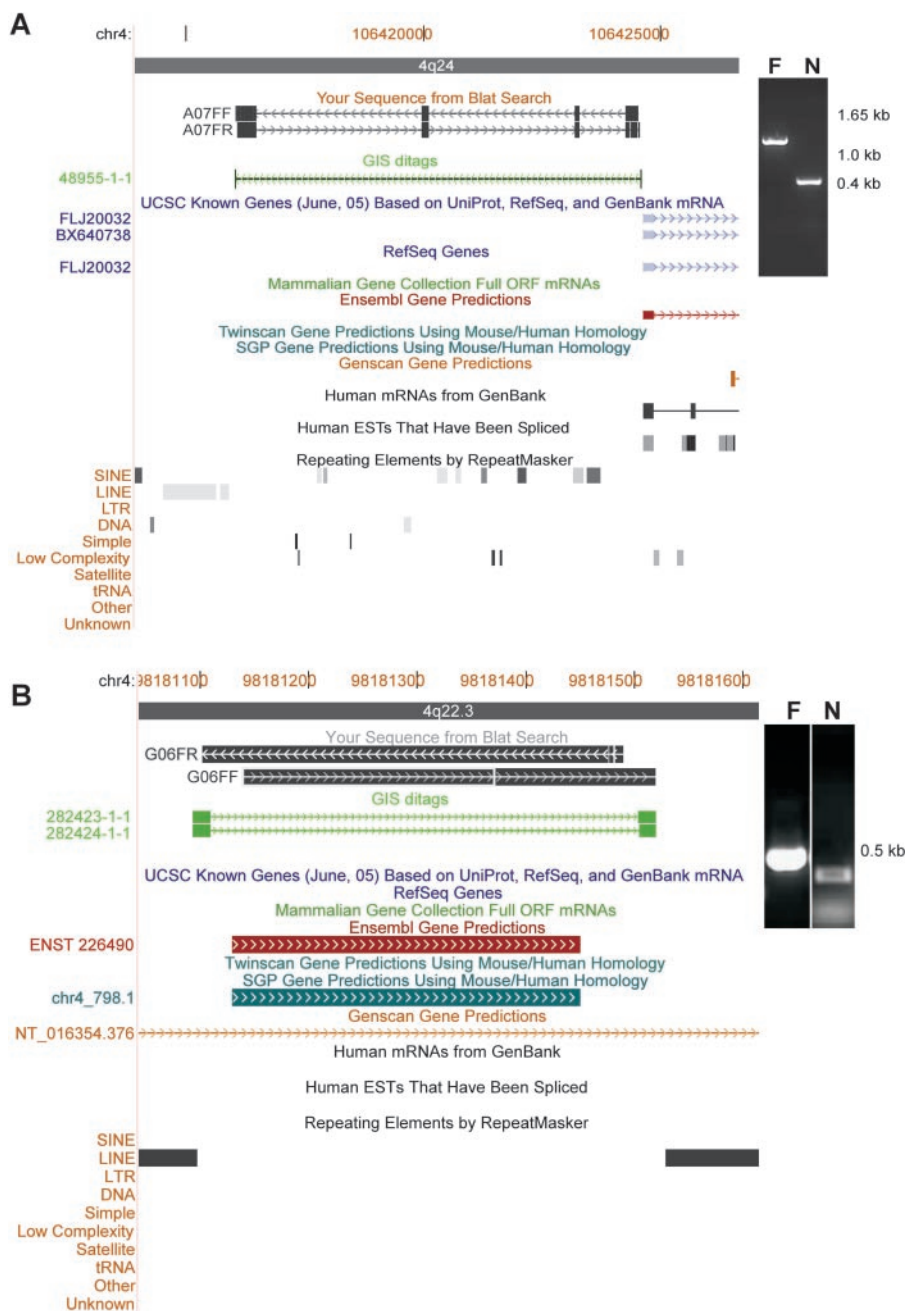 A
chr4: 106420000 106425000
4q24
F N
Your Sequence from Blat Search
A07FF
A07FR
1.65 kb
1.0 kb
0.4 kb
GIS ditags
48955-1-1
UCSC Known Genes (June, 05) Based on UniProt, RefSeq, and GenBank mRNA
FLJ20032
BX640738
RefSeq Genes
FLJ20032
Mammalian Gene Collection Full ORF mRNAs
Ensembl Gene Predictions
Twinscan Gene Predictions Using Mouse/Human Homology
SGP Gene Predictions Using Mouse/Human Homology
Genscan Gene Predictions
Human mRNAs from GenBank
Human ESTs That Have Been Spliced
Repeating Elements by RepeatMasker
SINE
LINE
LTR
DNA
Simple
Low Complexity
Satellite
tRNA
Other
Unknown
B
chr4: 98181100 98181200 98181300 98181400 98181500 98181600
4q22.3
F N
Your Sequence from Blat Search
G06FR
G06FF
GIS ditags
282423-1-1
282424-1-1
0.5 kb
UCSC Known Genes (June, 05) Based on UniProt, RefSeq, and GenBank mRNA
RefSeq Genes
Mammalian Gene Collection Full ORF mRNAs
Ensembl Gene Predictions
ENST 226490
Twinscan Gene Predictions Using Mouse/Human Homology
SGP Gene Predictions Using Mouse/Human Homology
chr4_798.1
Genscan Gene Predictions
NT_016354.376
Human mRNAs from GenBank
Human ESTs That Have Been Spliced
Repeating Elements by RepeatMasker
SINE
LINE
LTR
DNA
Simple
Low Complexity
Satellite
tRNA
Other
Unknown